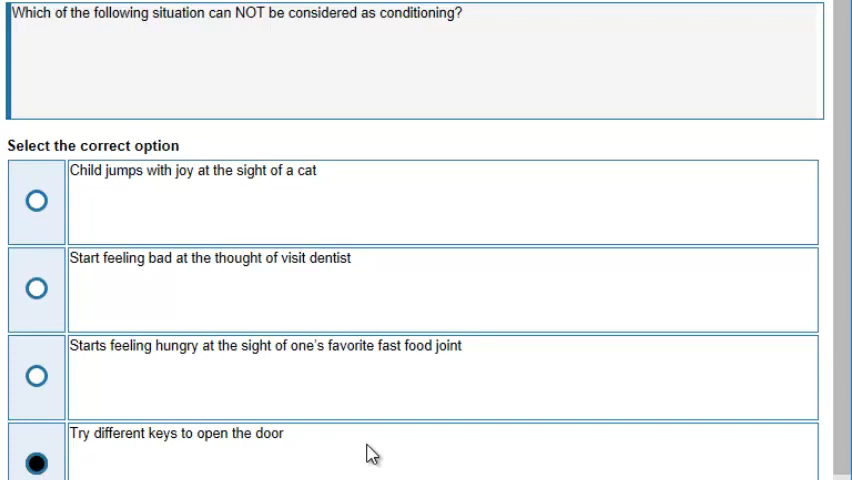 Which of the following situation can NOT be considered as conditioning?
Select the correct option
Child jumps with joy at the sight of a cat
Start feeling bad at the thought of visit dentist
Starts feeling hungry at the sight of one's favorite fast food joint
Try different keys to open the door